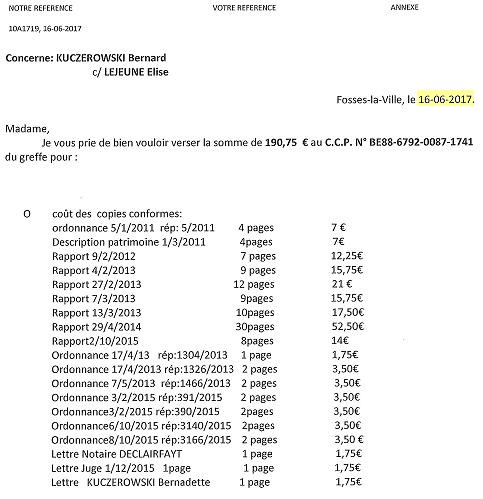 NOTRE REFERENCE VOTRE REFERENCE ANNEXE
10A1719, 16-06-2017
Concerne: KUCZEROWSKI Bernard
c/ LEJEUNE Elise
Fosses-la-Ville, le 16-06-2017.
Madame,
Je vous prie de bien vouloir verser la somme de 190,75 € au C.C.P. N° BE88-6792-0087-1741
du greffe pour :
O coût des copies conformes:
ordonnance 5/1/2011 rép: 5/2011 4 pages 7 €
Description patrimoine 1/3/2011 4pages 7€
Rapport 9/2/2012 7 pages 12,25€
Rapport 4/2/2013 9 pages 15,75€
Rapport 27/2/2013 12 pages 21 €
Rapport 7/3/2013 9pages 15,75€
Rapport 13/3/2013 10pages 17,50€
Rapport 29/4/2014 30pages 52,50€
Rapport2/10/2015 8pages 14€
Ordonnance 17/4/13 rép:1304/2013 1 page 1,75€
Ordonnance 17/4/2013 rép:1326/2013 2 pages 3,50€
Ordonnance 7/5/2013 rép:1466/2013 2 pages 3,50€
Ordonnance 3/2/2015 rép:391/2015 2 pages 3,50€
Ordonnance3/2/2015 rép:390/2015 2pages 3,50€
Ordonnance6/10/2015 rép:3140/2015 2 pages 3,50€
Ordonnance8/10/2015 rép:3166/2015 2 pages 3,50 €
Lettre Notaire DECLAIRFAYT 1 page 1,75€
Lettre Juge 1/12/2015 1page 1 page 1,75€
Lettre KUCZEROWSKI Bernadette 1 page 1,75€